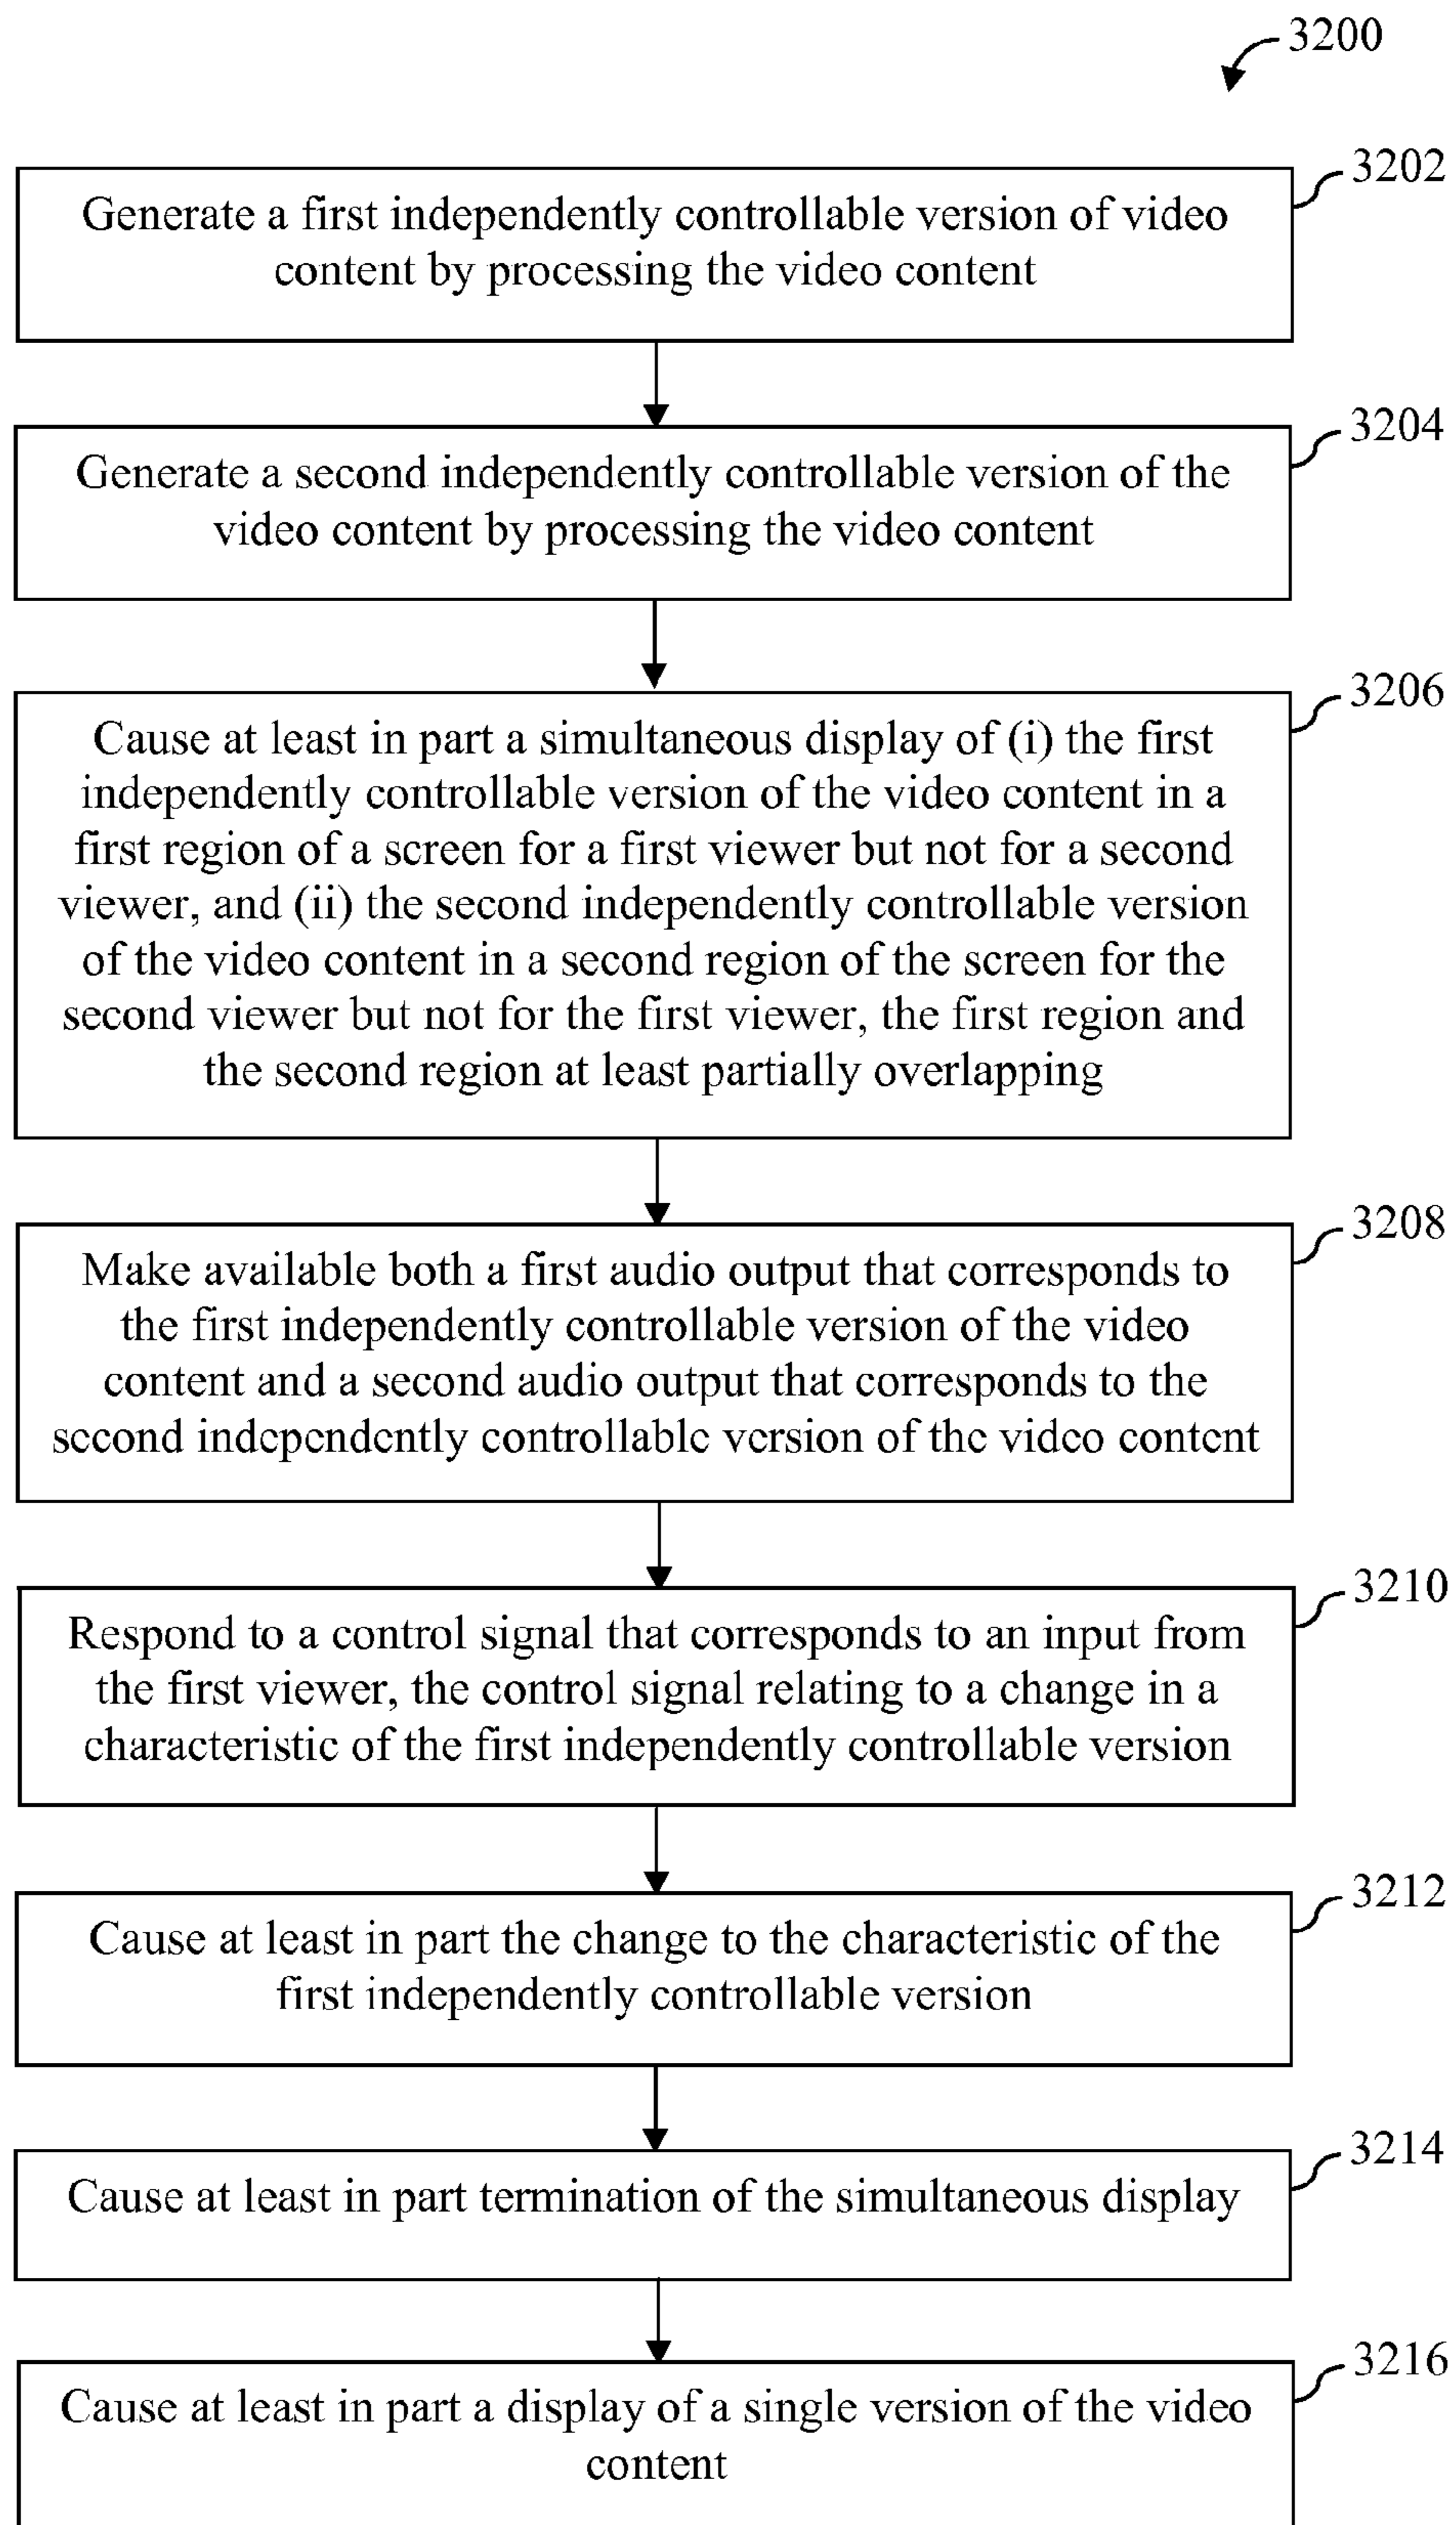 3200
3202
Generate a first independently controllable version of video
content by processing the video content
3204
Generate a second independently controllable version of the
video content by processing the video content
3206
Cause at least in part a simultaneous display of (i) the first
independently controllable version of the video content in a
first region of a screen for a first viewer but not for a second
viewer, and (ii) the second independently controllable version
of the video content in a second region of the screen for the
second viewer but not for the first viewer, the first region and
the second region at least partially overlapping
3208
Make available both a first audio output that corresponds to
the first independently controllable version of the video
content and a second audio output that corresponds to the
second independently controllable version of the video content
3210
Respond to a control signal that corresponds to an input from
the first viewer, the control signal relating to a change in a
characteristic of the first independently controllable version
3212
Cause at least in part the change to the characteristic of the
first independently controllable version
3214
Cause at least in part termination of the simultaneous display
3216
Cause at least in part a display of a single version of the video
content